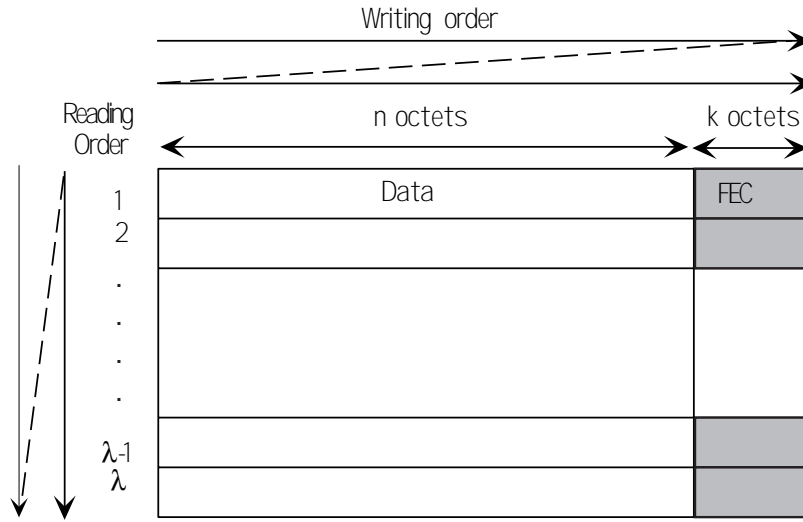 Writing order
Reading
Order
n octets
k octets
1
Data
FEC
2
.
.
.
.
λ-1
λ